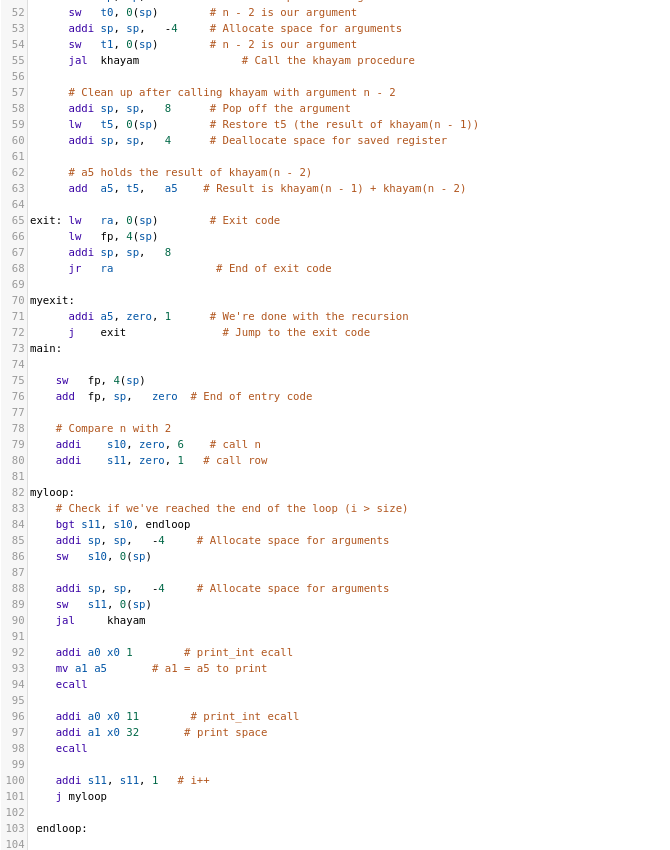 52 sw t0, 0(sp) # n - 2 is our argument
53 addi sp, sp, -4 # Allocate space for arguments
54 sw t1, 0(sp) # n - 2 is our argument
55 jal khayam # Call the khayam procedure
56
57 # Clean up after calling khayam with argument n - 2
58 addi sp, sp, 8 # Pop off the argument
59 lw t5, 0(sp) # Restore t5 (the result of khayam(n - 1))
60 addi sp, sp, 4 # Deallocate space for saved register
61
62 # a5 holds the result of khayam(n - 2)
63 add a5, t5, a5 # Result is khayam(n - 1) + khayam(n - 2)
64
65 exit: lw ra, 0(sp) # Exit code
66 lw fp, 4(sp)
67 addi sp, sp, 8
68 jr ra # End of exit code
69
70 myexit:
71 addi a5, zero, 1 # We're done with the recursion
72 j exit # Jump to the exit code
73 main:
74
75 sw fp, 4(sp)
76 add fp, sp, zero # End of entry code
77
78 # Compare n with 2
79 addi s10, zero, 6 # call n
80 addi s11, zero, 1 # call row
81
82 myloop:
83 # Check if we've reached the end of the loop (i > size)
84 bgt s11, s10, endloop
85 addi sp, sp, -4 # Allocate space for arguments
86 sw s10, 0(sp)
87
88 addi sp, sp, -4 # Allocate space for arguments
89 sw s11, 0(sp)
90 jal khayam
91
92 addi a0 x0 1 # print_int ecall
93 mv a1 a5 # a1 = a5 to print
94 ecall
95
96 addi a0 x0 11 # print_int ecall
97 addi a1 x0 32 # print space
98 ecall
99
100 addi s11, s11, 1 # i++
101 j myloop
102
103 endloop:
104